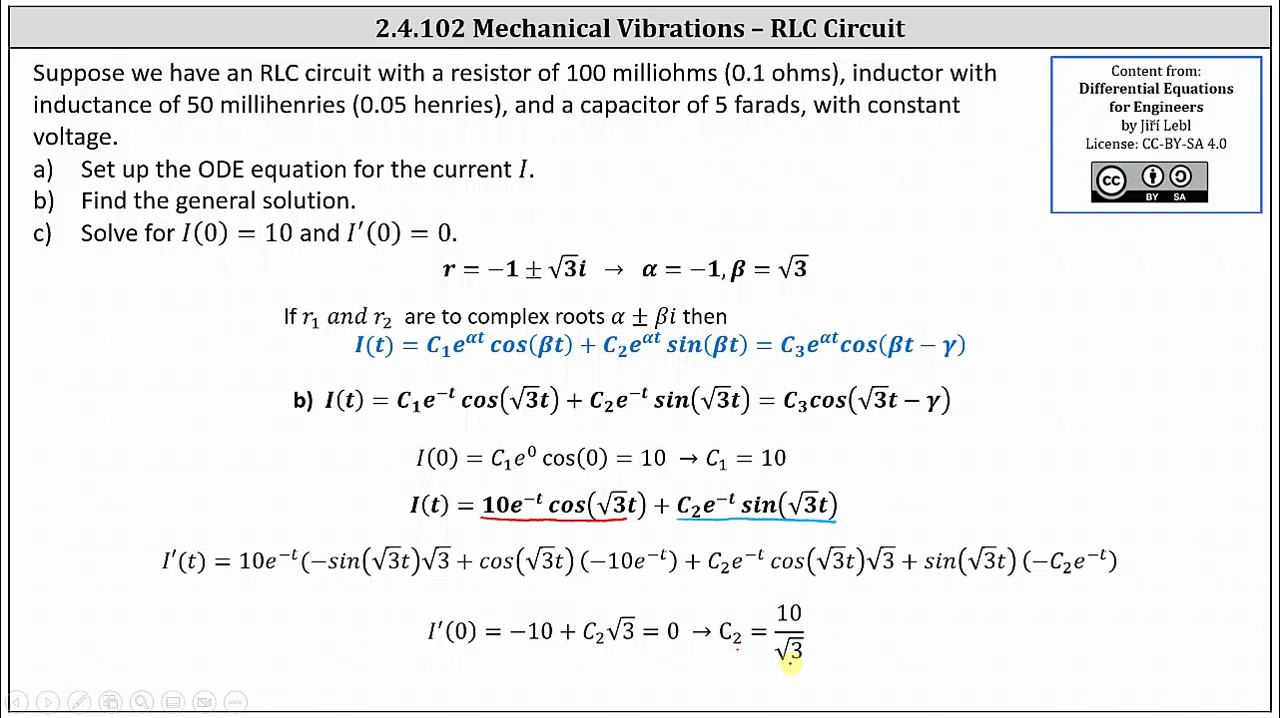 2.4.102 Mechanical Vibrations – RLC Circuit
Suppose we have an RLC circuit with a resistor of 100 milliohms (0.1 ohms), inductor with
inductance of 50 millihenries (0.05 henries), and a capacitor of 5 farads, with constant
voltage.
a) Set up the ODE equation for the current I.
b) Find the general solution.
c) Solve for I(0) = 10 and I′(0) = 0.
Content from:
Differential Equations
for Engineers
by Jiří Lebl
License: CC-BY-SA 4.0
cc BY SA
r = −1 ± √3i → α = −1, β = √3
If r₁ and r₂ are to complex roots α ± βi then
I(t) = C₁e^{αt} cos(βt) + C₂e^{αt} sin(βt) = C₃e^{αt}cos(βt − γ)
b) I(t) = C₁e^{−t} cos(√3t) + C₂e^{−t} sin(√3t) = C₃cos(√3t − γ)
I(0) = C₁e⁰ cos(0) = 10 → C₁ = 10
I(t) = 10e^{−t} cos(√3t) + C₂e^{−t} sin(√3t)
I′(t) = 10e^{−t}(−sin(√3t)√3 + cos(√3t) (−10e^{−t}) + C₂e^{−t} cos(√3t)√3 + sin(√3t) (−C₂e^{−t})
I′(0) = −10 + C₂√3 = 0 → C₂ = 10/√3